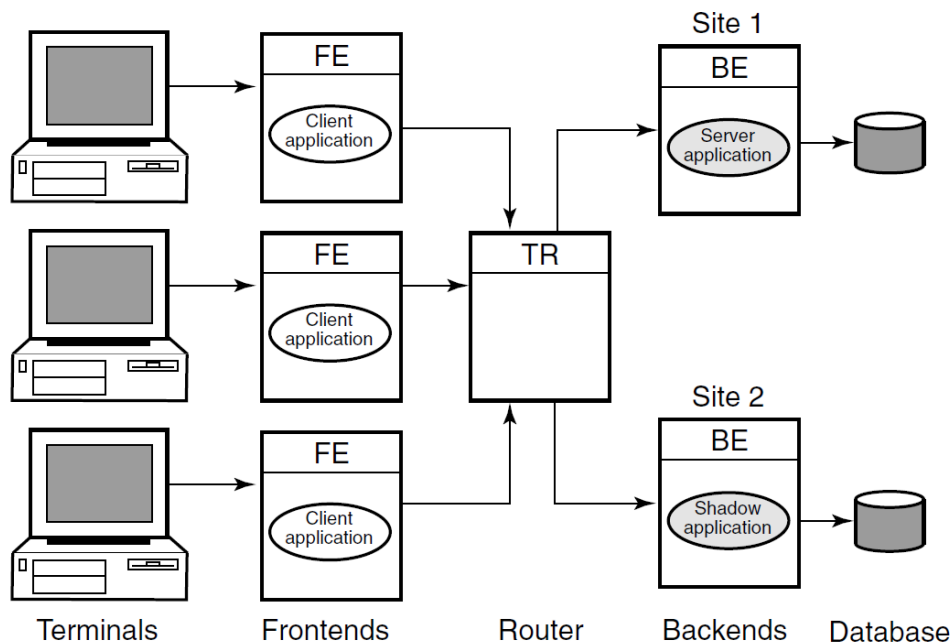 Site 1
FE
BE
Client
application
Server
application
FE
TR
Client
application
Site 2
FE
BE
Client
application
Shadow
application
Terminals
Frontends
Router
Backends
Database